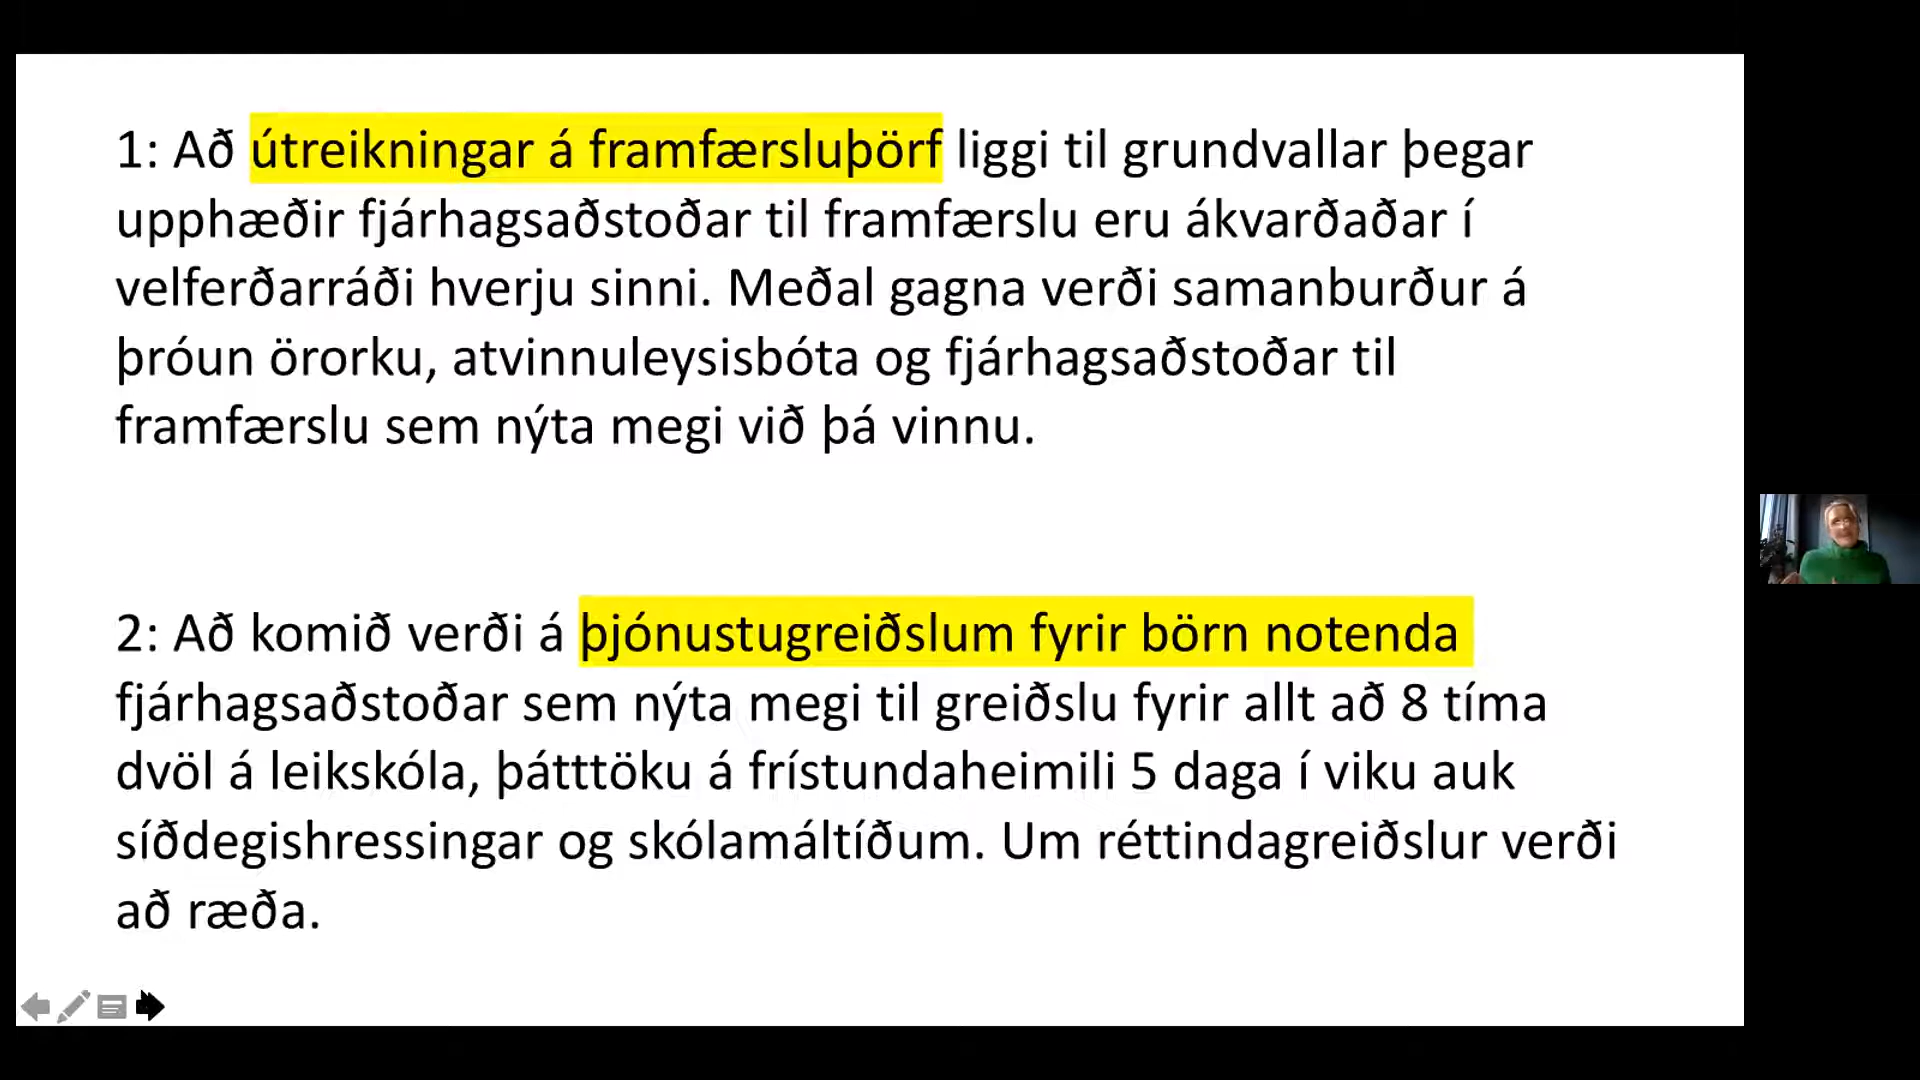 1: Að útreikningar á framfærsluþörf liggi til grundvallar þegar
upphæðir fjárhagsaðstoðar til framfærslu eru ákvarðaðar í
velferðarráði hverju sinni. Meðal gagna verði samanburður á
þróun örorku, atvinnuleysisbóta og fjárhagsaðstoðar til
framfærslu sem nýta megi við þá vinnu.
2: Að komið verði á þjónustugreiðslum fyrir börn notenda
fjárhagsaðstoðar sem nýta megi til greiðslu fyrir allt að 8 tíma
dvöl á leikskóla, þátttöku á frístundaheimili 5 daga í viku auk
síðdegishressingar og skólamáltíðum. Um réttindagreiðslur verði
að ræða.